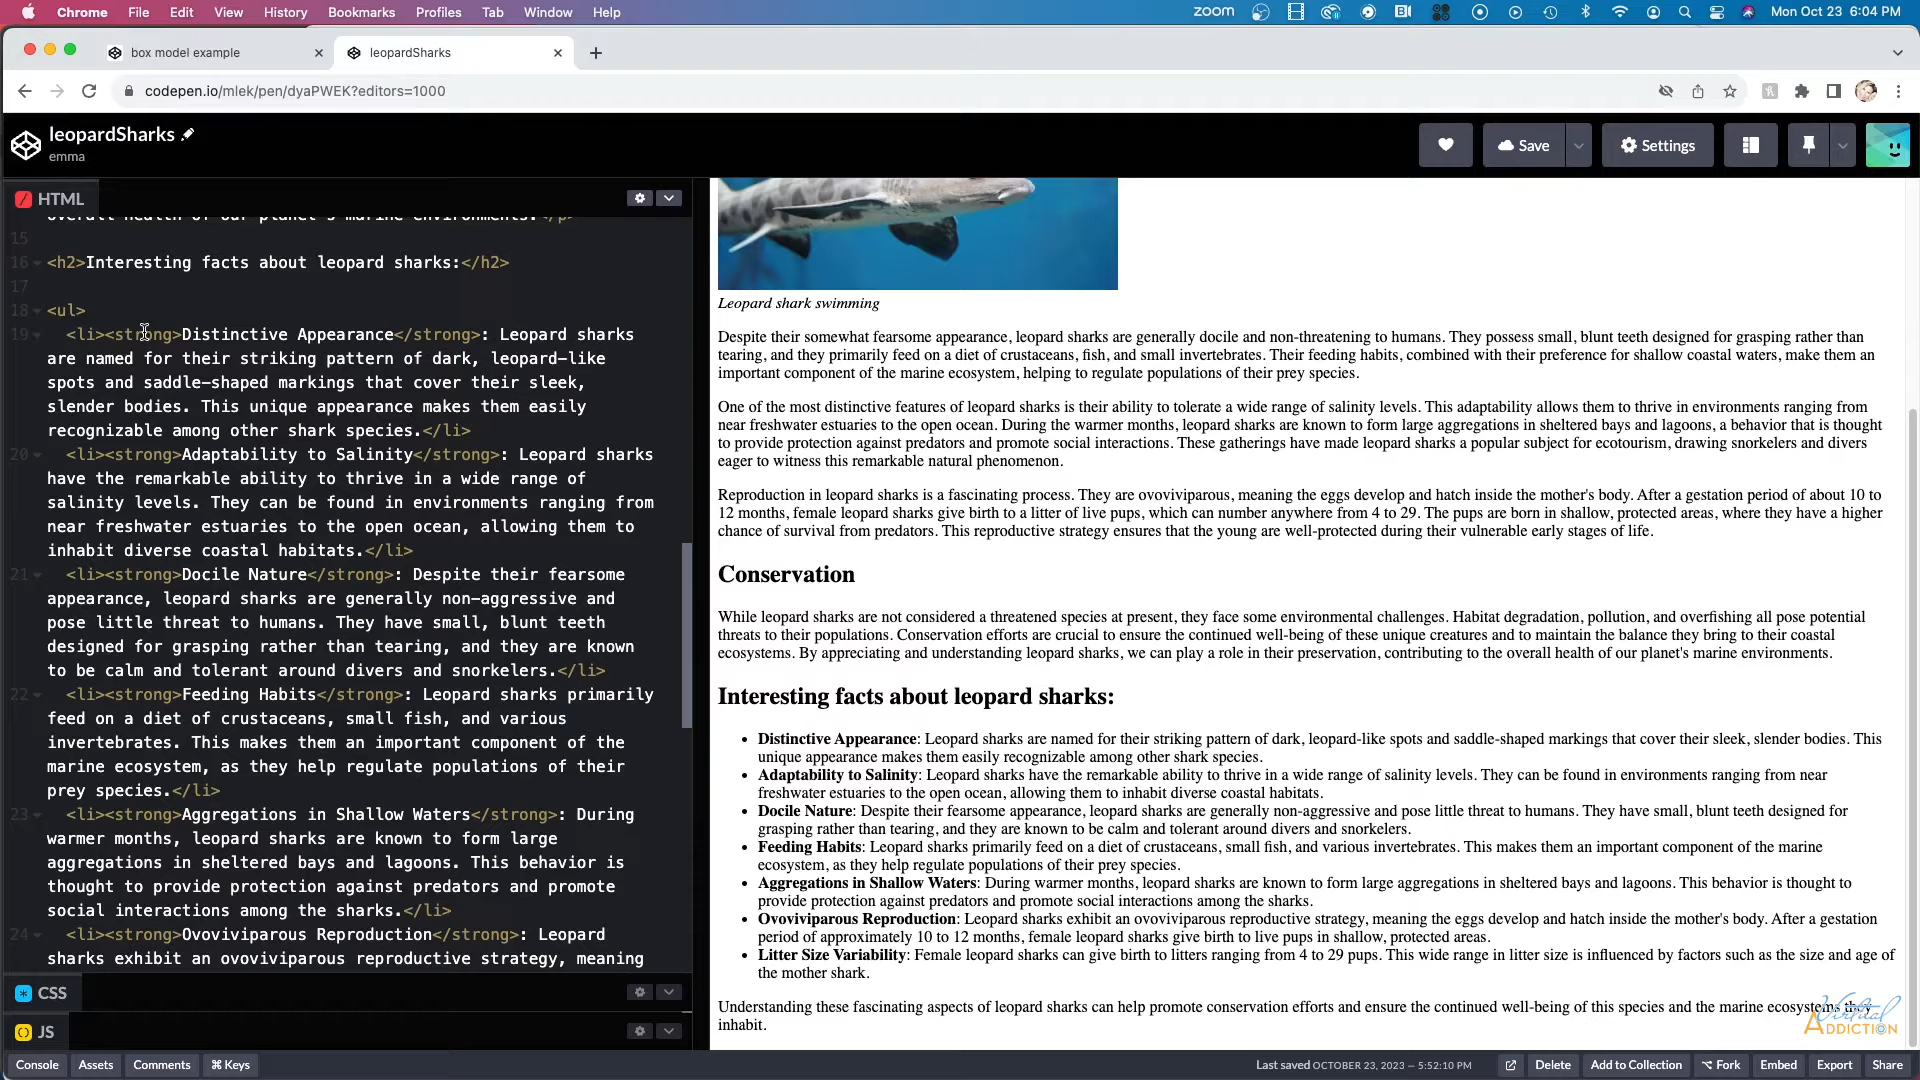 Chrome File Edit View History Bookmarks Profiles Tab Window Help zoom Mon Oct 23 6:04 PM
box model example leopardSharks
codepen.io/mlek/pen/dyaPWEK?editors=1000
leopardSharks
emma
Save Settings
HTML
overall health of our planet's marine environments.</p>
15
16 <h2>Interesting facts about leopard sharks:</h2>
17
18 <ul>
19 <li><strong>Distinctive Appearance</strong>: Leopard sharks
are named for their striking pattern of dark, leopard-like
spots and saddle-shaped markings that cover their sleek,
slender bodies. This unique appearance makes them easily
recognizable among other shark species.</li>
20 <li><strong>Adaptability to Salinity</strong>: Leopard sharks
have the remarkable ability to thrive in a wide range of
salinity levels. They can be found in environments ranging from
near freshwater estuaries to the open ocean, allowing them to
inhabit diverse coastal habitats.</li>
21 <li><strong>Docile Nature</strong>: Despite their fearsome
appearance, leopard sharks are generally non-aggressive and
pose little threat to humans. They have small, blunt teeth
designed for grasping rather than tearing, and they are known
to be calm and tolerant around divers and snorkelers.</li>
22 <li><strong>Feeding Habits</strong>: Leopard sharks primarily
feed on a diet of crustaceans, small fish, and various
invertebrates. This makes them an important component of the
marine ecosystem, as they help regulate populations of their
prey species.</li>
23 <li><strong>Aggregations in Shallow Waters</strong>: During
warmer months, leopard sharks are known to form large
aggregations in sheltered bays and lagoons. This behavior is
thought to provide protection against predators and promote
social interactions among the sharks.</li>
24 <li><strong>Ovoviviparous Reproduction</strong>: Leopard
sharks exhibit an ovoviviparous reproductive strategy, meaning
CSS
JS
Leopard shark swimming
Despite their somewhat fearsome appearance, leopard sharks are generally docile and non-threatening to humans. They possess small, blunt teeth designed for grasping rather than
tearing, and they primarily feed on a diet of crustaceans, fish, and small invertebrates. Their feeding habits, combined with their preference for shallow coastal waters, make them an
important component of the marine ecosystem, helping to regulate populations of their prey species.
One of the most distinctive features of leopard sharks is their ability to tolerate a wide range of salinity levels. This adaptability allows them to thrive in environments ranging from
near freshwater estuaries to the open ocean. During the warmer months, leopard sharks are known to form large aggregations in sheltered bays and lagoons, a behavior that is thought
to provide protection against predators and promote social interactions. These gatherings have made leopard sharks a popular subject for ecotourism, drawing snorkelers and divers
eager to witness this remarkable natural phenomenon.
Reproduction in leopard sharks is a fascinating process. They are ovoviviparous, meaning the eggs develop and hatch inside the mother's body. After a gestation period of about 10 to
12 months, female leopard sharks give birth to a litter of live pups, which can number anywhere from 4 to 29. The pups are born in shallow, protected areas, where they have a higher
chance of survival from predators. This reproductive strategy ensures that the young are well-protected during their vulnerable early stages of life.
Conservation
While leopard sharks are not considered a threatened species at present, they face some environmental challenges. Habitat degradation, pollution, and overfishing all pose potential
threats to their populations. Conservation efforts are crucial to ensure the continued well-being of these unique creatures and to maintain the balance they bring to their coastal
ecosystems. By appreciating and understanding leopard sharks, we can play a role in their preservation, contributing to the overall health of our planet's marine environments.
Interesting facts about leopard sharks:
• Distinctive Appearance: Leopard sharks are named for their striking pattern of dark, leopard-like spots and saddle-shaped markings that cover their sleek, slender bodies. This
unique appearance makes them easily recognizable among other shark species.
• Adaptability to Salinity: Leopard sharks have the remarkable ability to thrive in a wide range of salinity levels. They can be found in environments ranging from near
freshwater estuaries to the open ocean, allowing them to inhabit diverse coastal habitats.
• Docile Nature: Despite their fearsome appearance, leopard sharks are generally non-aggressive and pose little threat to humans. They have small, blunt teeth designed for
grasping rather than tearing, and they are known to be calm and tolerant around divers and snorkelers.
• Feeding Habits: Leopard sharks primarily feed on a diet of crustaceans, small fish, and various invertebrates. This makes them an important component of the marine
ecosystem, as they help regulate populations of their prey species.
• Aggregations in Shallow Waters: During warmer months, leopard sharks are known to form large aggregations in sheltered bays and lagoons. This behavior is thought to
provide protection against predators and promote social interactions among the sharks.
• Ovoviviparous Reproduction: Leopard sharks exhibit an ovoviviparous reproductive strategy, meaning the eggs develop and hatch inside the mother's body. After a gestation
period of approximately 10 to 12 months, female leopard sharks give birth to live pups in shallow, protected areas.
• Litter Size Variability: Female leopard sharks can give birth to litters ranging from 4 to 29 pups. This wide range in litter size is influenced by factors such as the size and age of
the mother shark.
Understanding these fascinating aspects of leopard sharks can help promote conservation efforts and ensure the continued well-being of this species and the marine ecosystems they
inhabit.
Virtual
ADDICTION
Console Assets Comments ⌘ Keys Last saved OCTOBER 23, 2023 — 5:52:10 PM Delete Add to Collection Fork Embed Export Share